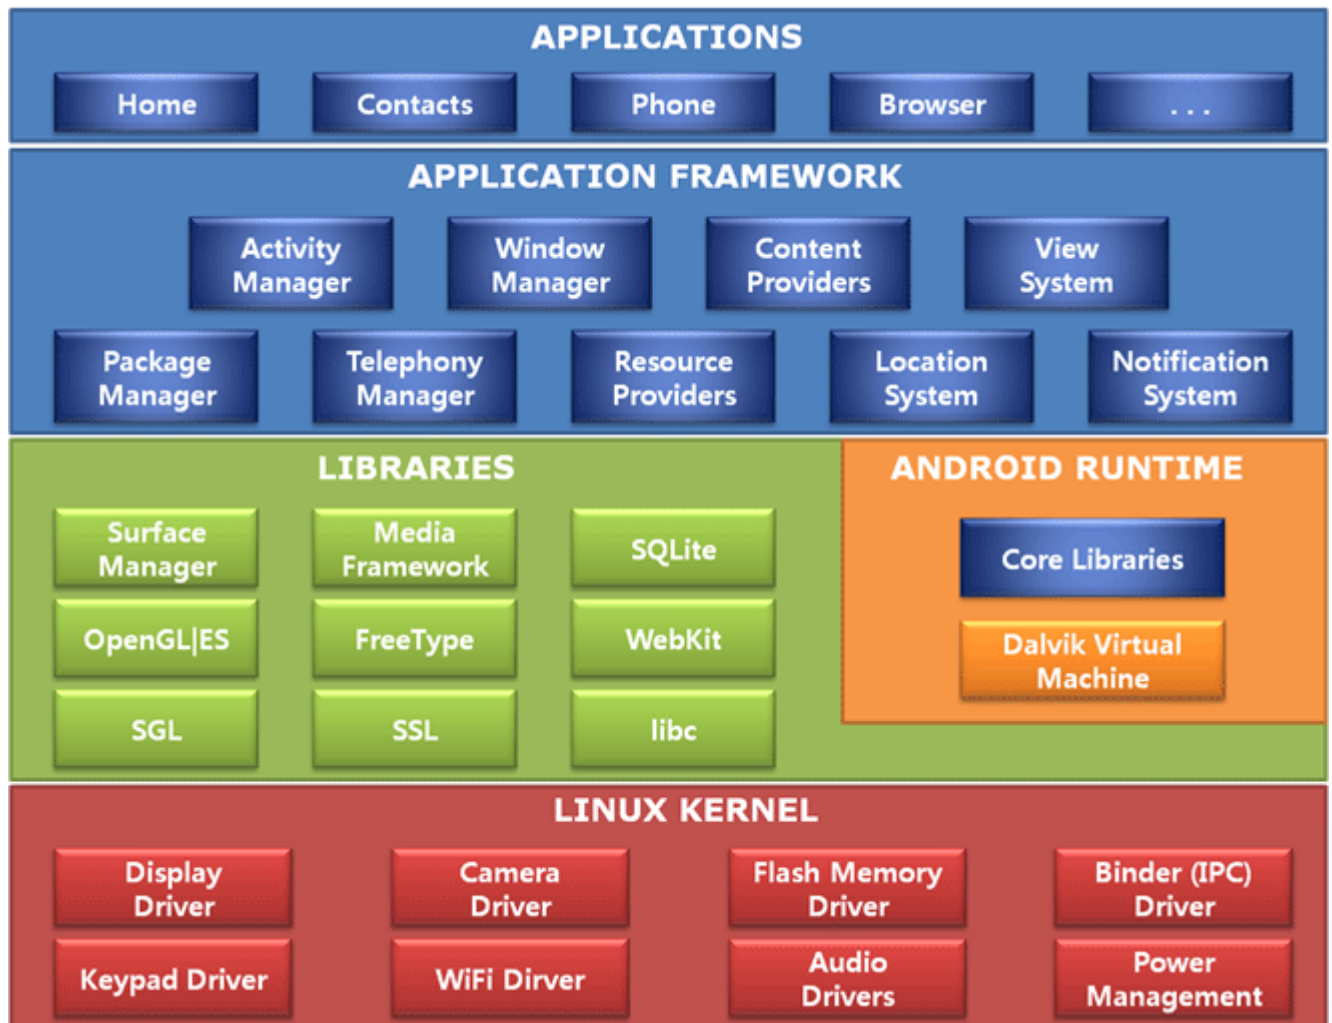 APPLICATIONS
Home
Contacts
Phone
Browser
. . .
APPLICATION FRAMEWORK
Activity
Manager
Window
Manager
Content
Providers
View
System
Package
Manager
Telephony
Manager
Resource
Providers
Location
System
Notification
System
LIBRARIES
Surface
Manager
Media
Framework
SQLite
OpenGL|ES
FreeType
WebKit
SGL
SSL
libc
ANDROID RUNTIME
Core Libraries
Dalvik Virtual
Machine
LINUX KERNEL
Display
Driver
Camera
Driver
Flash Memory
Driver
Binder (IPC)
Driver
Keypad Driver
WiFi Dirver
Audio
Drivers
Power
Management